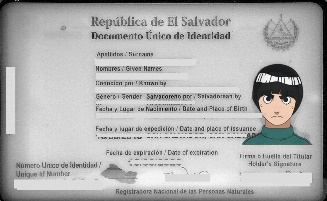 República de El Salvador
Documento Único de Identidad
Apellidos / Surname
Nombres / Given Names
Conocido por / Known by
Género / Gender Salvadoreño por / Salvadorean by
Fecha y Lugar de Nacimiento / Date and Place of Birth
Fecha y lugar de expedición / Date and place of issuance
Fecha de expiración / Date of expiration
Firma o Huella del Titular
Holder's Signature
Número Único de Identidad /
Unique Id Number
Registradora Nacional de las Personas Naturales